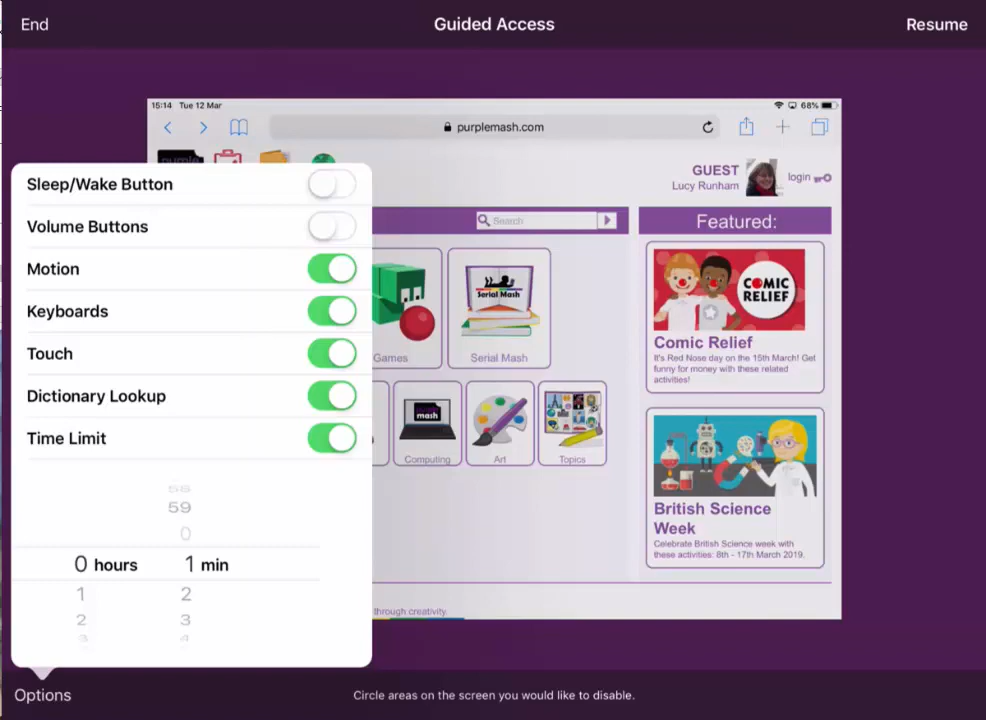 End
Guided Access
Resume
15:14 Tue 12 Mar
68%
purplemash.com
purple
GUEST
Lucy Runham
login
Search
Featured:
Sleep/Wake Button
Volume Buttons
Motion
Keyboards
Touch
Dictionary Lookup
Time Limit
58
59
0
0 hours 1 min
1 2
2 3
3 4
Games
Serial Mash
Serial Mash
mash
Computing
Art
Topics
COMIC
RELIEF
Comic Relief
It's Red Nose day on the 15th March! Get
funny for money with these related
activities!
British Science
Week
Celebrate British Science week with
these activities: 8th - 17th March 2019.
through creativity.
Options
Circle areas on the screen you would like to disable.